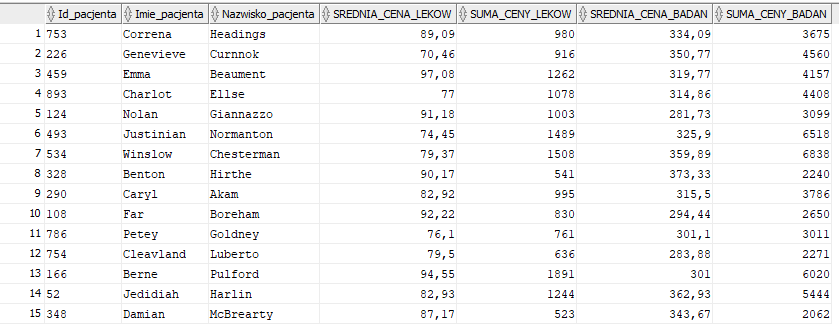 Id_pacjenta Imie_pacjenta Nazwisko_pacjenta SREDNIA_CENA_LEKOW SUMA_CENY_LEKOW SREDNIA_CENA_BADAN SUMA_CENY_BADAN
1 753 Correna Headings 89,09 980 334,09 3675
2 226 Genevieve Curnnok 70,46 916 350,77 4560
3 459 Emma Beaument 97,08 1262 319,77 4157
4 893 Charlot Ellse 77 1078 314,86 4408
5 124 Nolan Giannazzo 91,18 1003 281,73 3099
6 493 Justinian Normanton 74,45 1489 325,9 6518
7 534 Winslow Chesterman 79,37 1508 359,89 6838
8 328 Benton Hirthe 90,17 541 373,33 2240
9 290 Caryl Akam 82,92 995 315,5 3786
10 108 Far Boreham 92,22 830 294,44 2650
11 786 Petey Goldney 76,1 761 301,1 3011
12 754 Cleavland Luberto 79,5 636 283,88 2271
13 166 Berne Pulford 94,55 1891 301 6020
14 52 Jedidiah Harlin 82,93 1244 362,93 5444
15 348 Damian McBrearty 87,17 523 343,67 2062